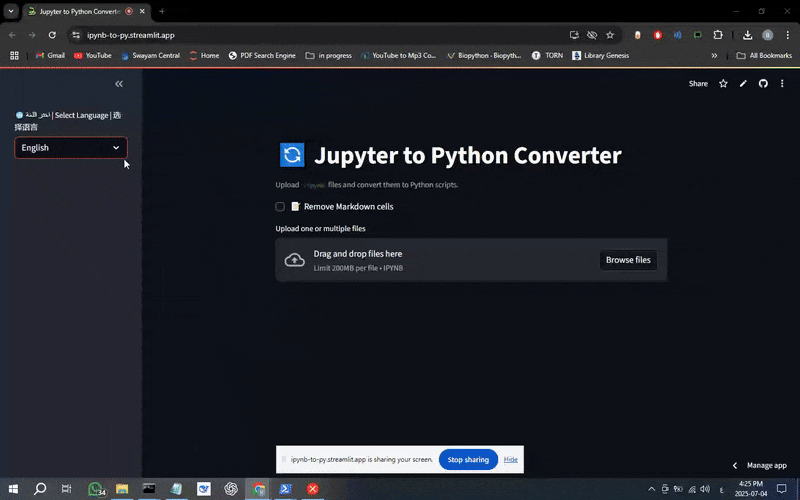 Jupyter to Python Converte
ipynb-to-py.streamlit.app
Gmail
YouTube
Swayam Central
Home
PDF Search Engine
in progress
YouTube to Mp3 Co...
Biopython - Biopyth...
TORN
Library Genesis
All Bookmarks
Share
اختر اللغة | Select Language | 选
择语言
English
Jupyter to Python Converter
Upload .ipynb files and convert them to Python scripts.
Remove Markdown cells
Upload one or multiple files
Drag and drop files here
Limit 200MB per file • IPYNB
Browse files
ipynb-to-py.streamlit.app is sharing your screen.
Stop sharing
Hide
Manage app
34
ع
4:25 PM
2025-07-04